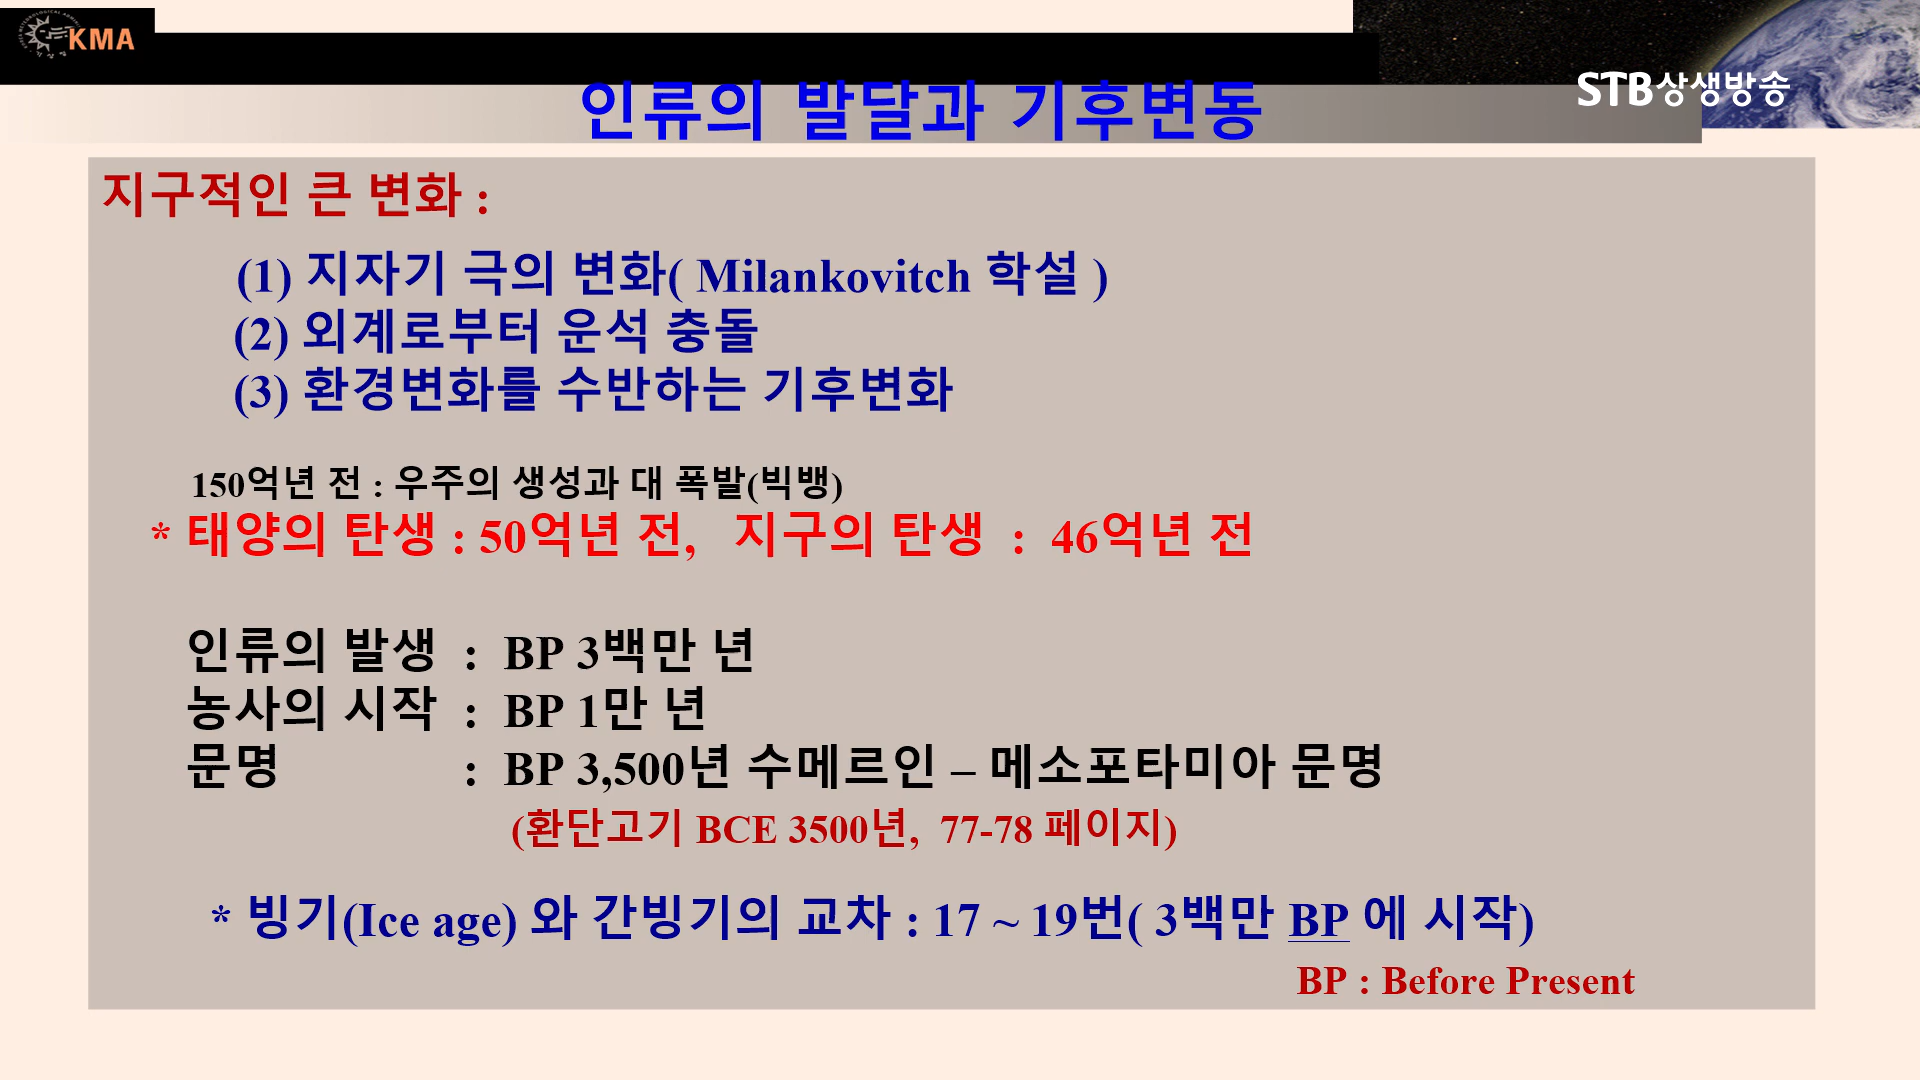 KMA
STB상생방송
인류의 발달과 기후변동
지구적인 큰 변화 :
(1) 지자기 극의 변화( Milankovitch 학설 )
(2) 외계로부터 운석 충돌
(3) 환경변화를 수반하는 기후변화
150억년 전 : 우주의 생성과 대 폭발(빅뱅)
* 태양의 탄생 : 50억년 전, 지구의 탄생 : 46억년 전
인류의 발생 : BP 3백만 년
농사의 시작 : BP 1만 년
문명 : BP 3,500년 수메르인 – 메소포타미아 문명
(환단고기 BCE 3500년, 77-78 페이지)
* 빙기(Ice age) 와 간빙기의 교차 : 17 ~ 19번( 3백만 BP 에 시작)
BP : Before Present